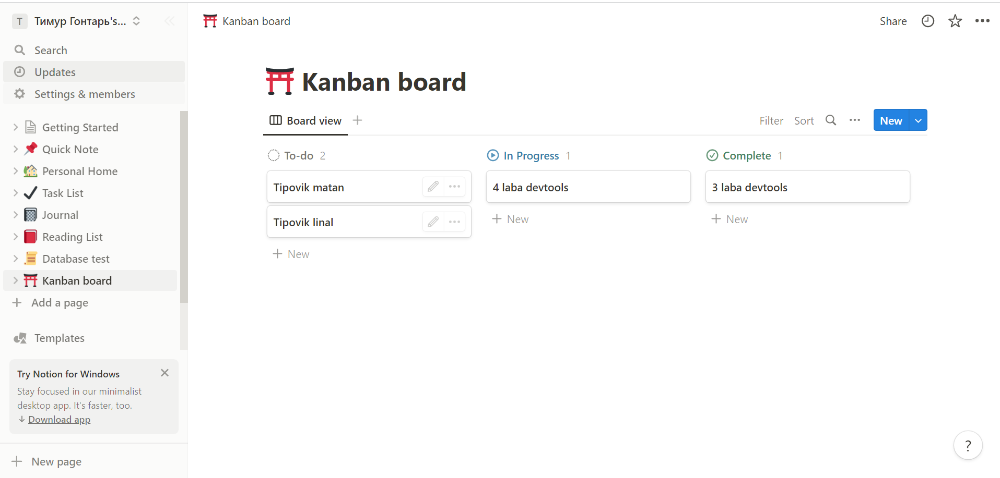 T Тимур Гонтарь's...
Search
Updates
Settings & members
Getting Started
Quick Note
Personal Home
Task List
Journal
Reading List
Database test
Kanban board
Add a page
Templates
Try Notion for Windows
Stay focused in our minimalist
desktop app. It's faster, too.
Download app
New page
Kanban board
Share
Kanban board
Board view
Filter Sort New
To-do 2
Tipovik matan
Tipovik linal
New
In Progress 1
4 laba devtools
New
Complete 1
3 laba devtools
New
?